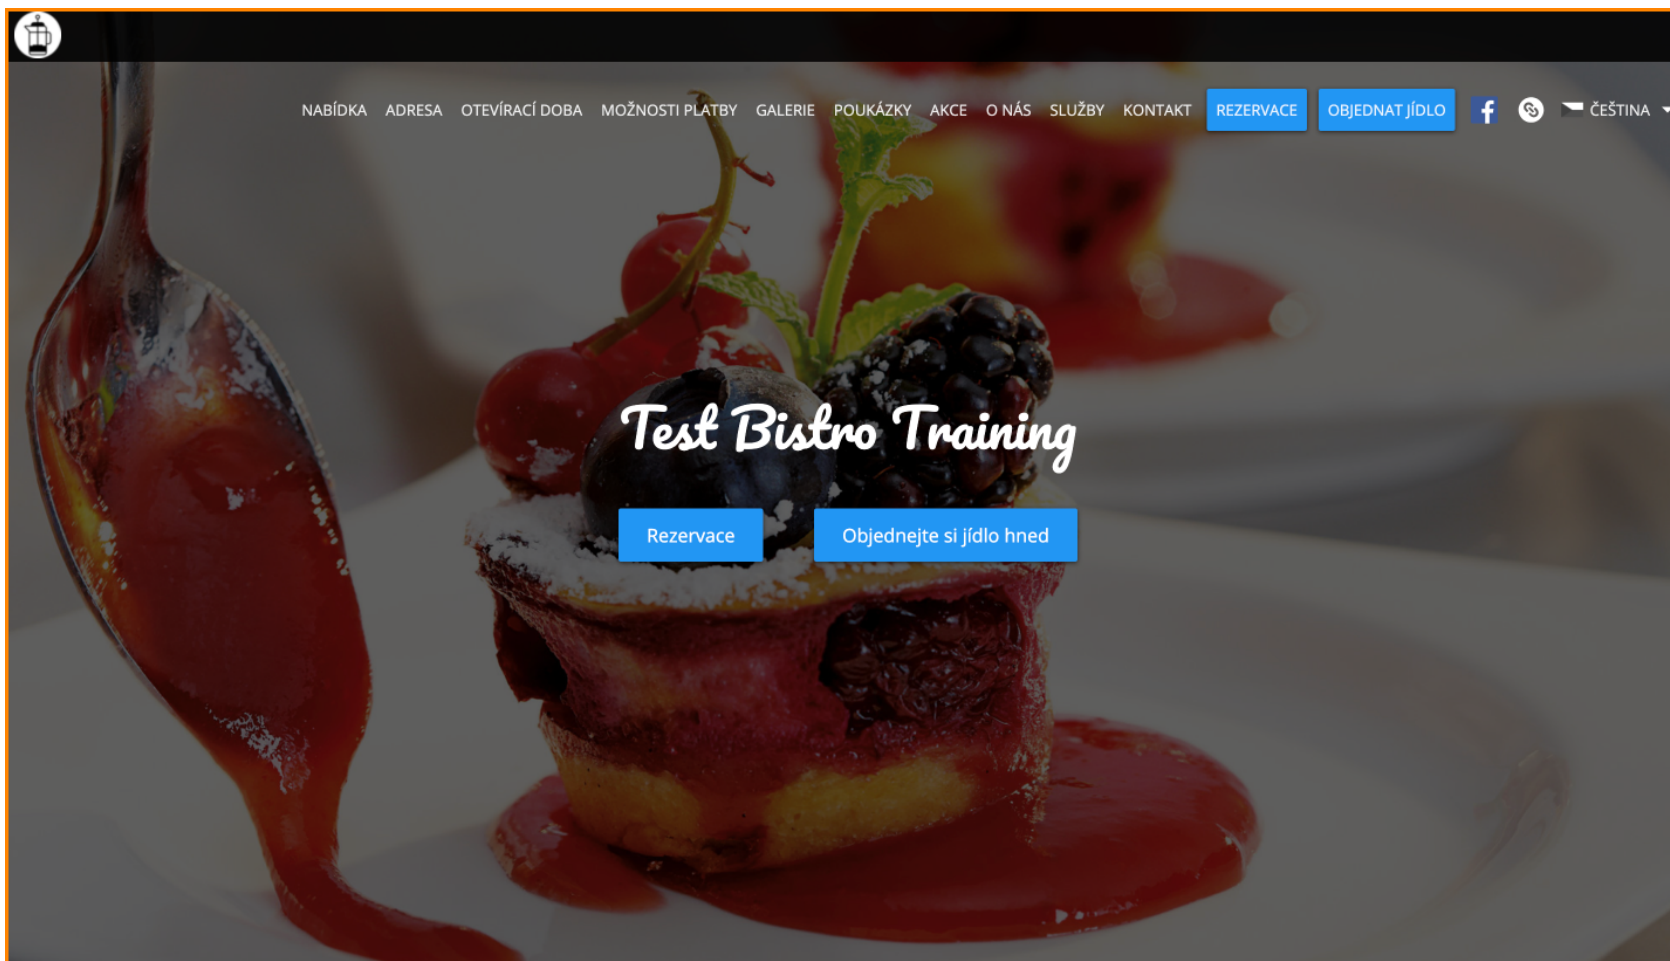 NABÍDKA ADRESA OTEVÍRACÍ DOBA MOŽNOSTI PLATBY GALERIE POUKÁZKY AKCE O NÁS SLUŽBY KONTAKT REZERVACE OBJEDNAT JÍDLO ČEŠTINA
Test Bistro Training
Rezervace Objednejte si jídlo hned